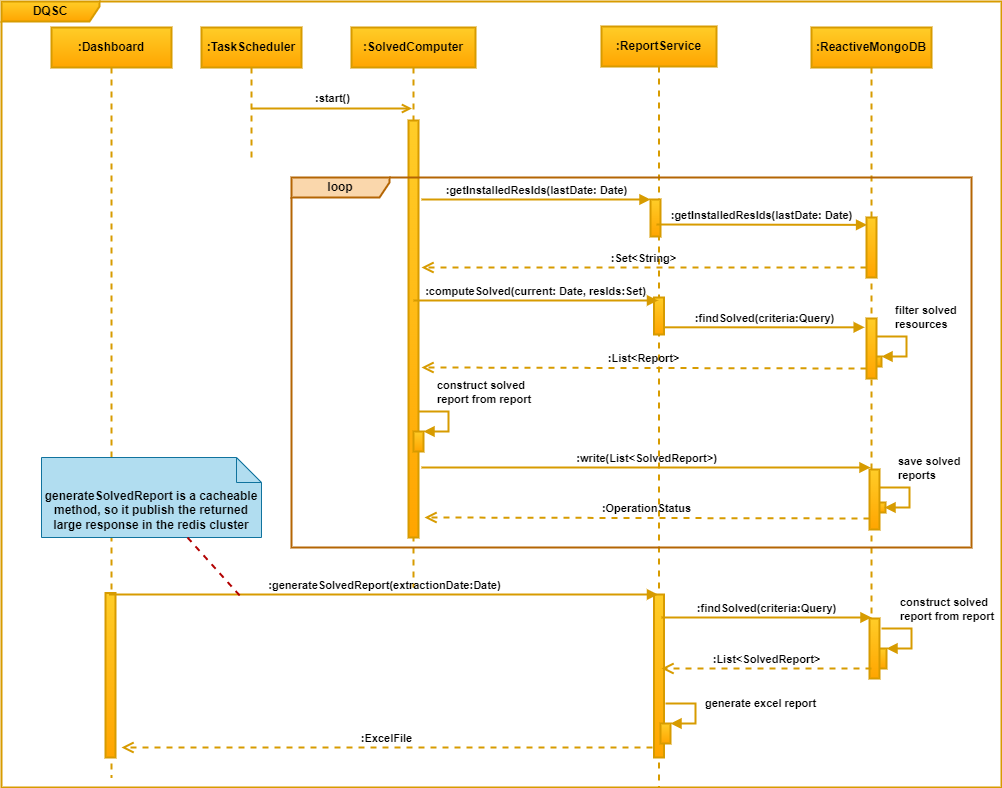 DQSC
:Dashboard
:TaskScheduler
:SolvedComputer
:ReportService
:ReactiveMongoDB
:start()
loop
:getInstalledResIds(lastDate: Date)
:getInstalledResIds(lastDate: Date)
:Set<String>
:computeSolved(current: Date, resIds:Set)
:findSolved(criteria:Query)
filter solved
resources
:List<Report>
construct solved
report from report
:write(List<SolvedReport>)
save solved
reports
:OperationStatus
generateSolvedReport is a cacheable
method, so it publish the returned
large response in the redis cluster
:generateSolvedReport(extractionDate:Date)
:findSolved(criteria:Query)
construct solved
report from report
:List<SolvedReport>
generate excel report
:ExcelFile